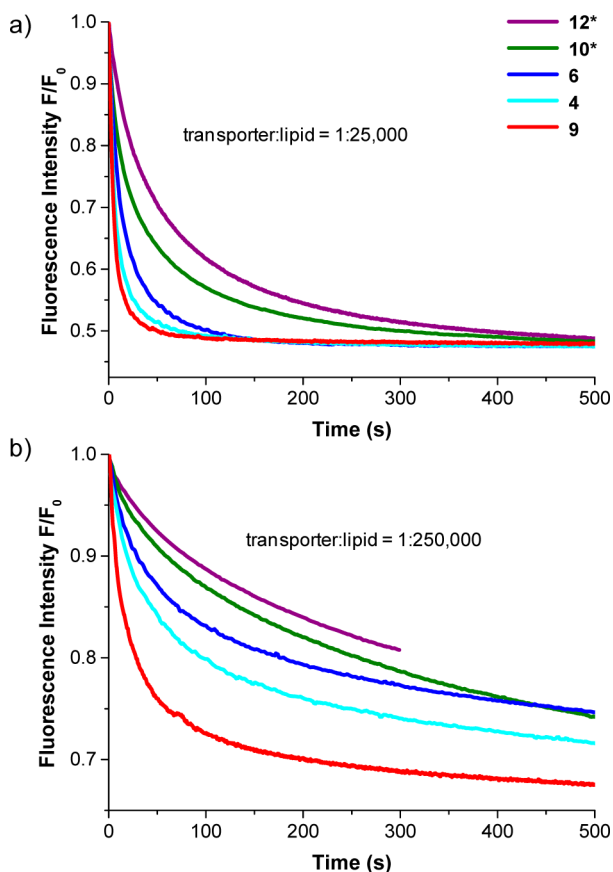 a)
Fluorescence Intensity F/F0
1.0
0.9
0.8
0.7
0.6
0.5
transporter:lipid = 1:25,000
12*
10*
6
4
9
0 100 200 300 400 500
Time (s)
b)
Fluorescence Intensity F/F0
1.0
0.9
0.8
0.7
transporter:lipid = 1:250,000
0 100 200 300 400 500
Time (s)